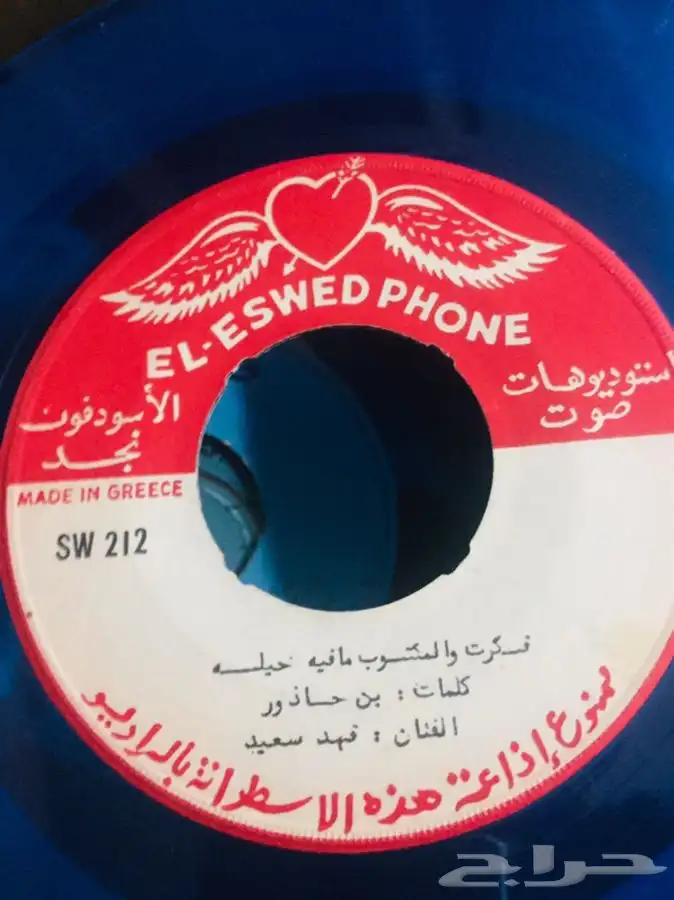 EL-ESWED PHONE
استوديوهات
صوت
الأسودفون
نجد
MADE IN GREECE
SW 212
فكرت والمكتوب مافيه حيله
كلمات : بن حاذور
الفنان : فهد سعيد
ممنوع إذاعة هذه الاسطوانة بالراديو
حراج